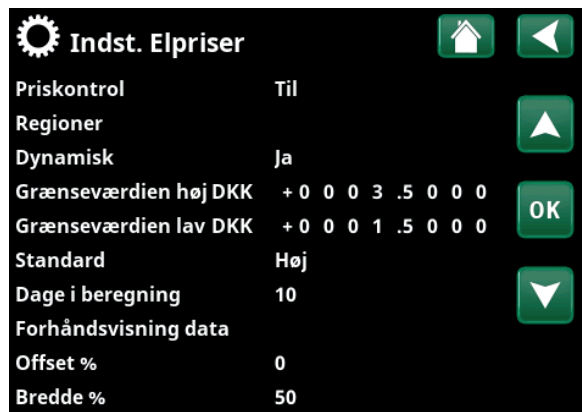 Indst. Elpriser
Priskontrol Til
Regioner
Dynamisk Ja
Grænseværdien høj DKK +0 0 0 3 .5 0 0 0
Grænseværdien lav DKK +0 0 0 1 .5 0 0 0
OK
Standard Høj
Dage i beregning 10
Forhåndsvisning data
Offset % 0
Bredde % 50